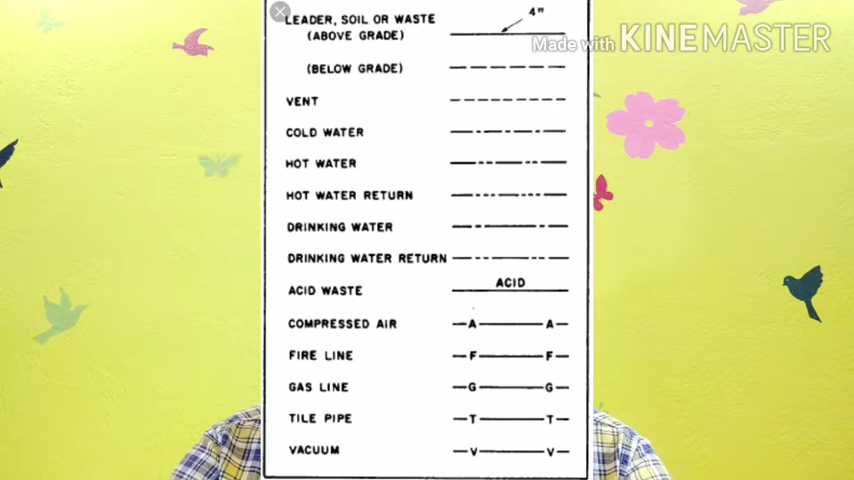 LEADER, SOIL OR WASTE
(ABOVE GRADE)
4"
Made with KINEMASTER
(BELOW GRADE)
VENT
COLD WATER
HOT WATER
HOT WATER RETURN
DRINKING WATER
DRINKING WATER RETURN
ACID WASTE ACID
COMPRESSED AIR A A
FIRE LINE F F
GAS LINE G G
TILE PIPE T T
VACUUM V V